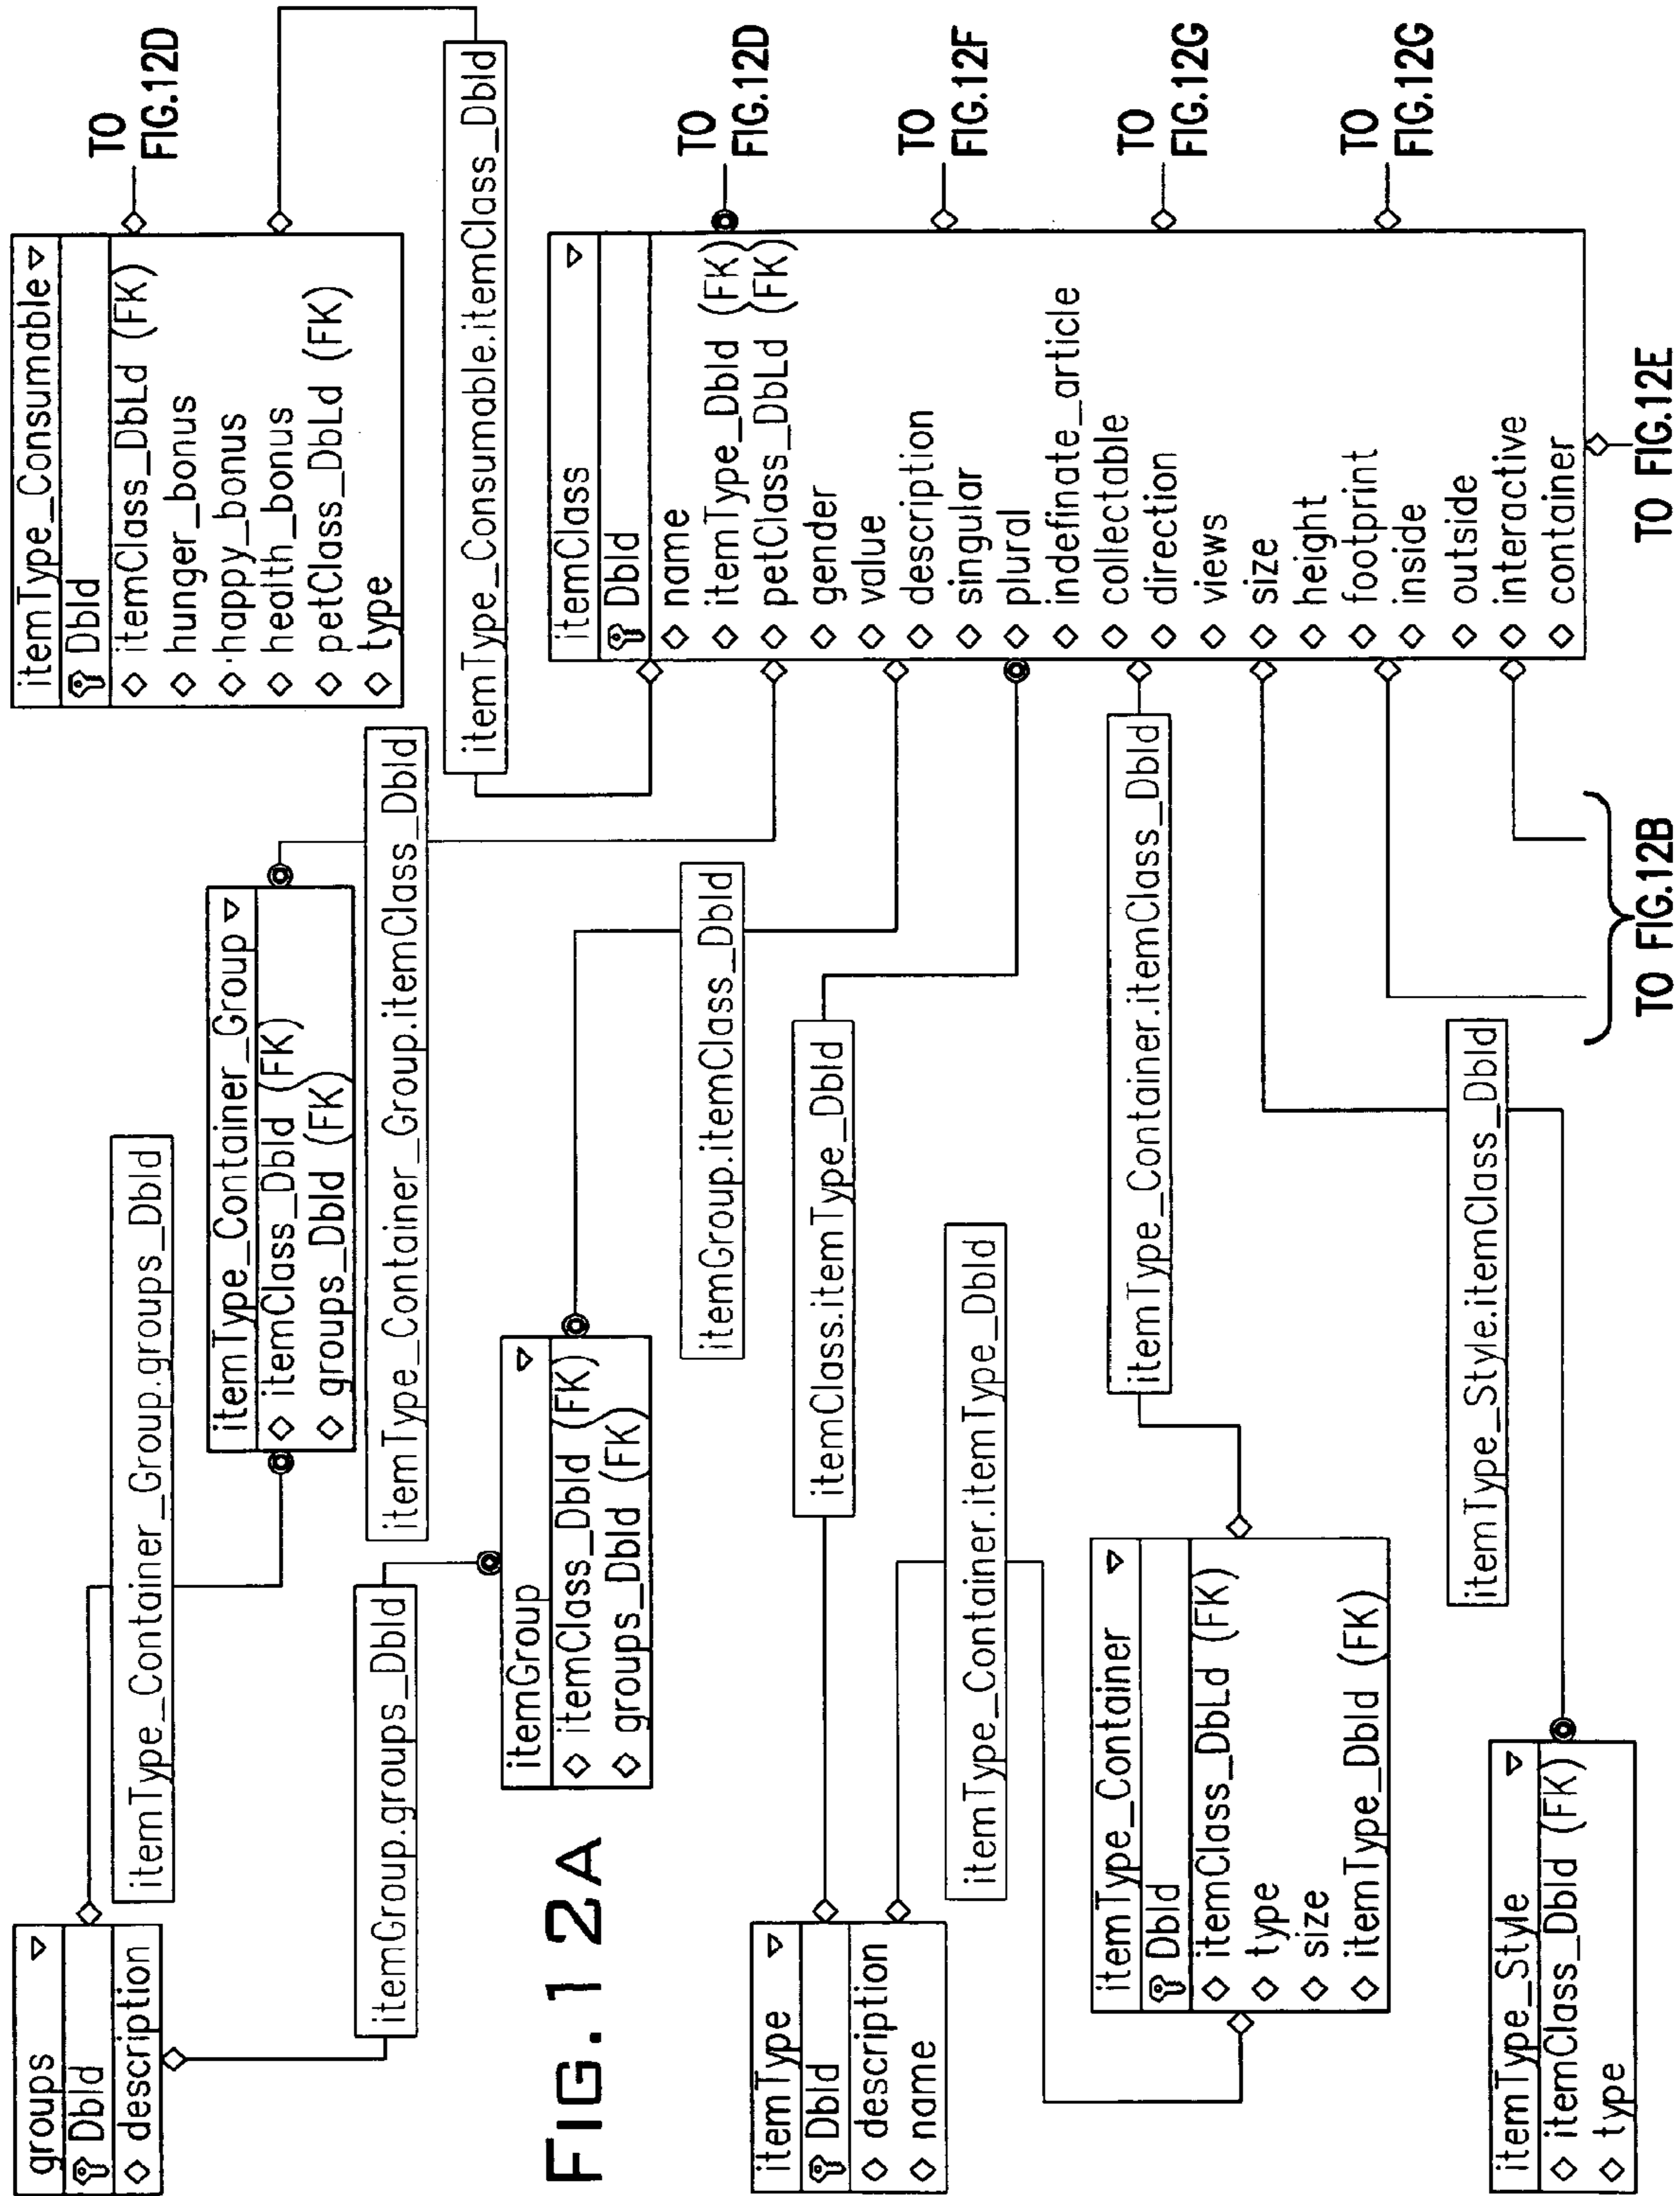 groups
DbId
description
itemType_Container_Group.groups_DbId
itemType_Container_Group
itemClass_DbId (FK)
groups_DbId (FK)
itemType_Container_Group.itemClass_DbId
itemGroup.groups_DbId
itemGroup
itemClass_DbId (FK)
groups_DbId (FK)
itemGroup.itemClass_DbId
itemType_Consumable
DbId
itemClass_DbLd (FK)
hunger_bonus
happy_bonus
health_bonus
petClass_DbLd (FK)
type
TO
FIG.12D
itemType_Consumable.itemClass_DbId
FIG. 12A
itemType
DbId
description
name
itemClass.itemType_DbId
itemType_Container.itemType_DbId
itemClass
DbId
name
itemType_DbId (FK)
petClass_DbLd (FK)
gender
value
description
singular
plural
indefinate_article
collectable
direction
views
size
height
footprint
inside
outside
interactive
container
TO
FIG.12D
TO
FIG.12F
TO
FIG.12G
TO
FIG.12G
itemType_Container
DbId
itemClass_DbLd (FK)
type
size
itemType_DbId (FK)
itemType_Container.itemClass_DbId
itemType_Style
itemClass_DbId (FK)
type
itemType_Style.itemClass_DbId
TO FIG.12B
TO FIG.12E